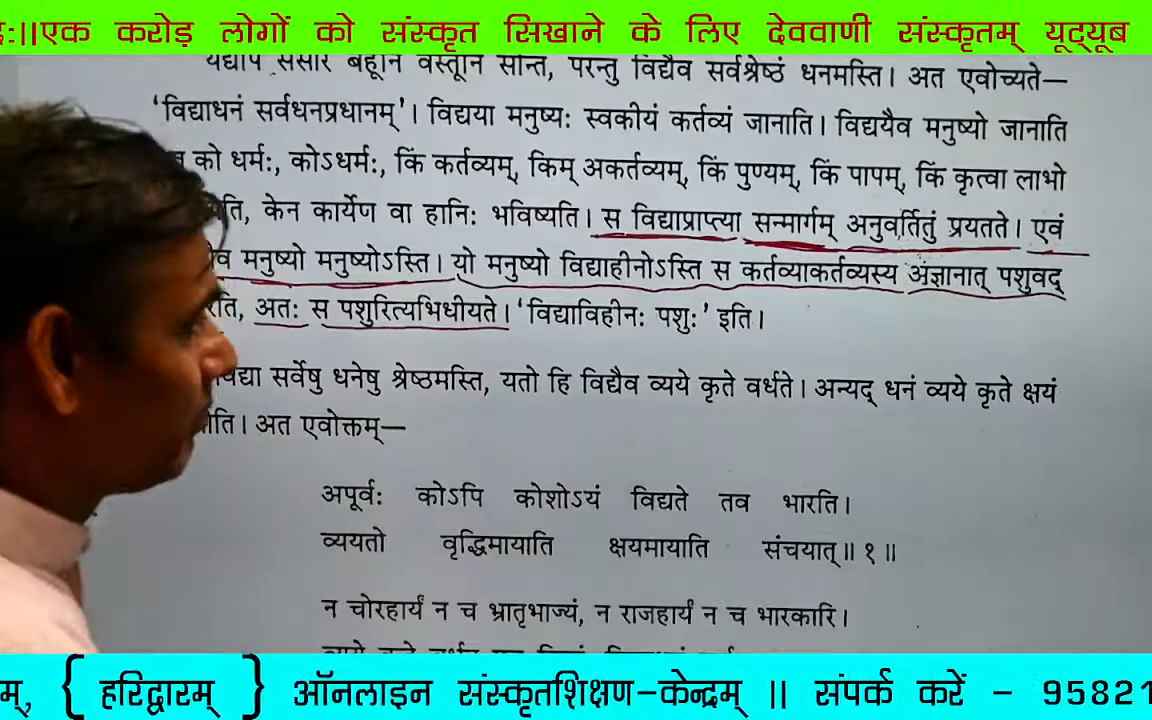 एक करोड़ लोगों को संस्कृत सिखाने के लिए देववाणी संस्कृतम् यूट्यूब
यद्यपि संसारे बहूनि वस्तूनि सन्ति, परन्तु विद्यैव सर्वश्रेष्ठं धनमस्ति। अत एवोच्यते—
‘विद्याधनं सर्वधनप्रधानम्’। विद्यया मनुष्यः स्वकीयं कर्तव्यं जानाति। विद्ययैव मनुष्यो जानाति
को धर्मः, कोऽधर्मः, किं कर्तव्यम्, किम् अकर्तव्यम्, किं पुण्यम्, किं पापम्, किं कृत्वा लाभो
केन कार्येण वा हानिः भविष्यति। स विद्याप्राप्त्या सन्मार्गम् अनुवर्तितुं प्रयतते। एवं
मनुष्यो मनुष्योऽस्ति। यो मनुष्यो विद्याहीनोऽस्ति स कर्तव्याकर्तव्यस्य अज्ञानात् पशुवद्
अतः स पशुरित्यभिधीयते। ‘विद्याविहीनः पशुः’ इति।
विद्या सर्वेषु धनेषु श्रेष्ठमस्ति, यतो हि विद्यैव व्यये कृते वर्धते। अन्यद् धनं व्यये कृते क्षयं
अत एवोक्तम्—
अपूर्वः कोऽपि कोशोऽयं विद्यते तव भारति।
व्ययतो वृद्धिमायाति क्षयमायाति संचयात्॥ १ ॥
न चोरहार्यं न च भ्रातृभाज्यं, न राजहार्यं न च भारकारि।
{ हरिद्वारम् } ऑनलाइन संस्कृतशिक्षण-केन्द्रम् || संपर्क करें - 95821